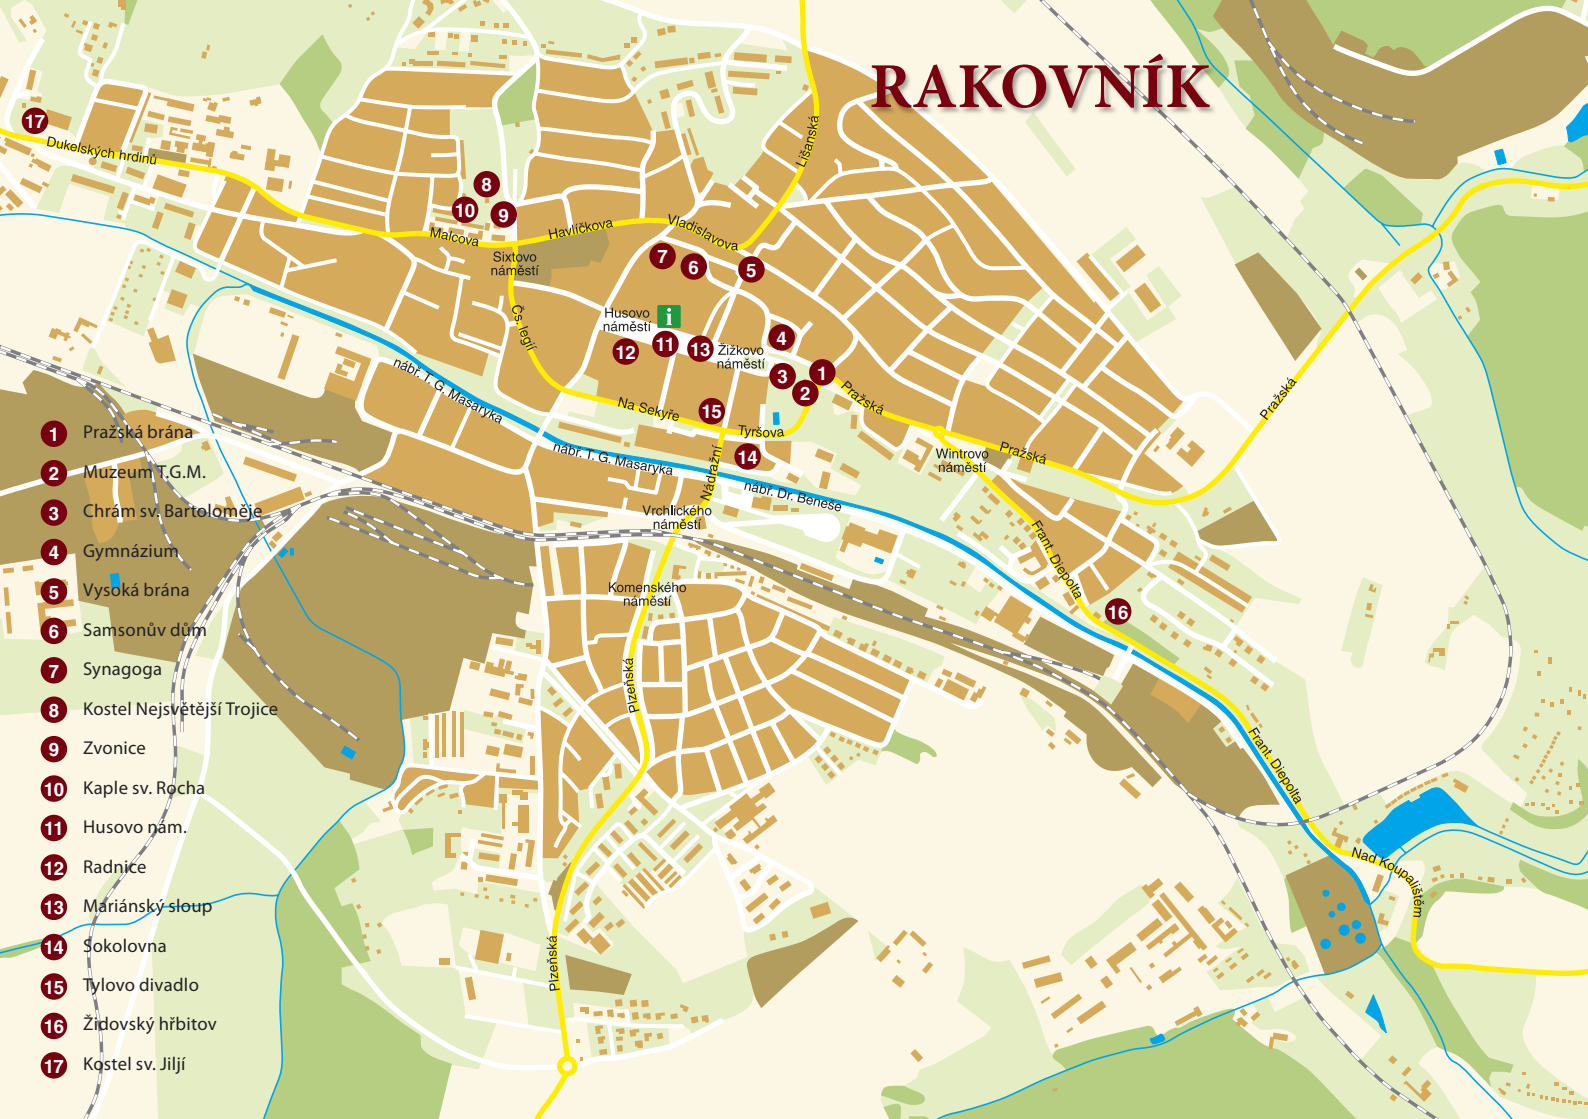 RAKOVNÍK
17
Dukelských hrdinů
Lišanská
8
10
9
Malcova
Havlíčkova
Vladislavova
Sixtovo
náměstí
7
6
5
Čs. legií
Husovo
náměstí
i
12
11
13
Žižkovo
náměstí
4
3
1
2
Pražská
nábř. T. G. Masaryka
Na Sekyře
15
Tyršova
14
Nádražní
nábř. T. G. Masaryka
nábř. Dr. Beneše
Wintrovo
náměstí
Pražská
Pražská
Vrchlického
náměstí
Frant. Diepolta
16
Komenského
náměstí
Plzeňská
Frant. Diepolta
Nad Koupalištěm
Plzeňská
1 Pražská brána
2 Muzeum T.G.M.
3 Chrám sv. Bartoloměje
4 Gymnázium
5 Vysoká brána
6 Samsonův dům
7 Synagoga
8 Kostel Nejsvětější Trojice
9 Zvonice
10 Kaple sv. Rocha
11 Husovo nám.
12 Radnice
13 Mariánský sloup
14 Sokolovna
15 Tylovo divadlo
16 Židovský hřbitov
17 Kostel sv. Jiljí